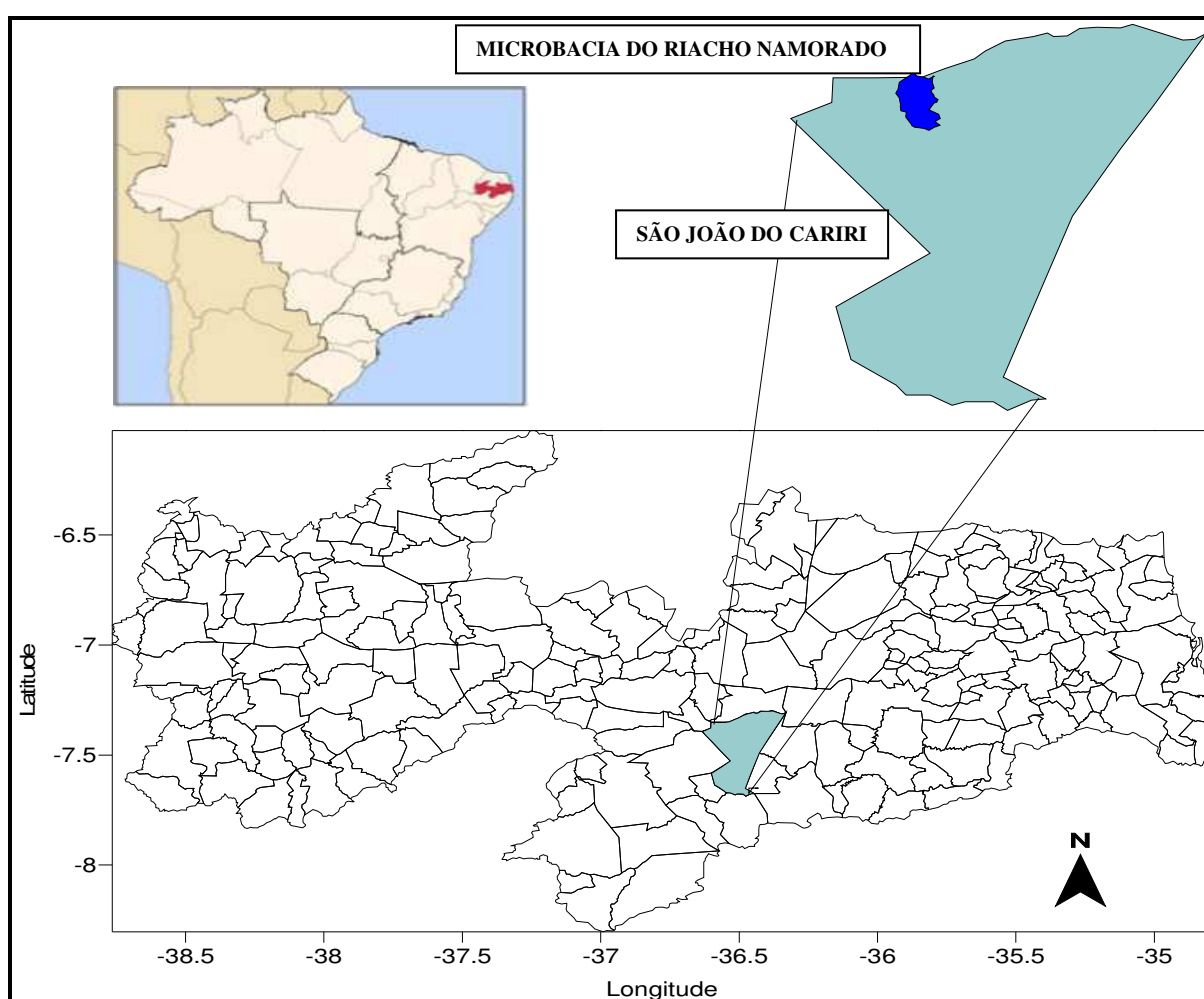 MICROBACIA DO RIACHO NAMORADO
SÃO JOÃO DO CARIRI
Latitude
-6.5
-7
-7.5
-8
N
-38.5 -38 -37.5 -37 -36.5 -36 -35.5 -35
Longitude